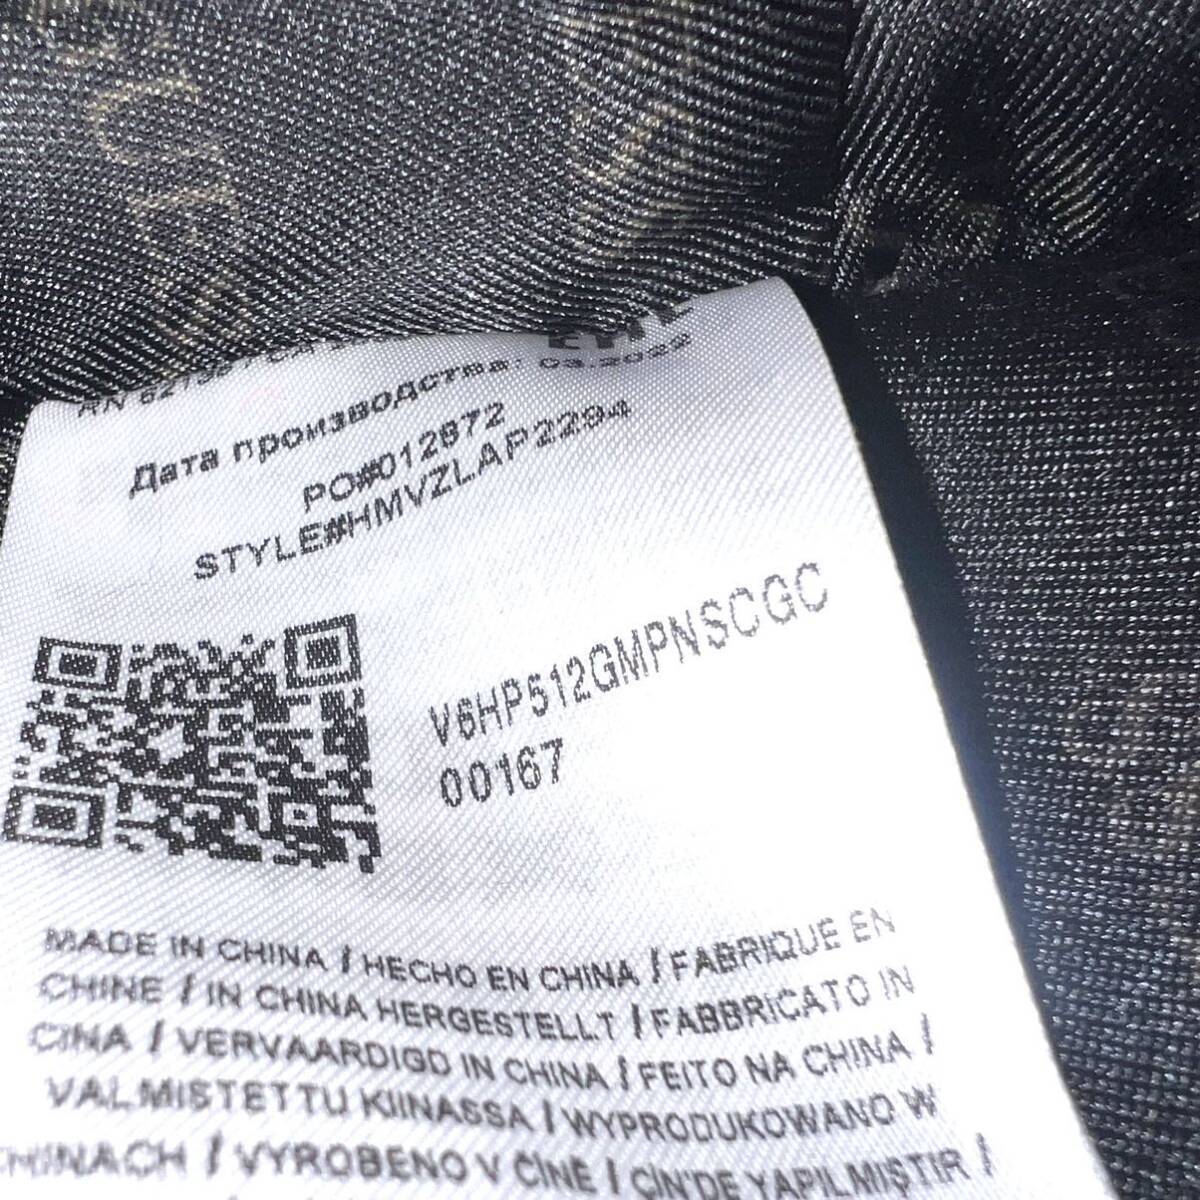 Дата производства: 03.2022
PO#012872
STYLE#HMVZLAP2294
V6HP512GMPNSCGC
00167
MADE IN CHINA / HECHO EN CHINA / FABRIQUE EN
CHINE / IN CHINA HERGESTELLT / FABBRICATO IN
CINA / VERVAARDIGD IN CHINA / FEITO NA CHINA /
VALMISTETTU KIINASSA / WYPRODUKOWANO W
CHINACH / VYROBENO V ČÍNĚ / ÇİN'DE YAPILMIŞTIR /